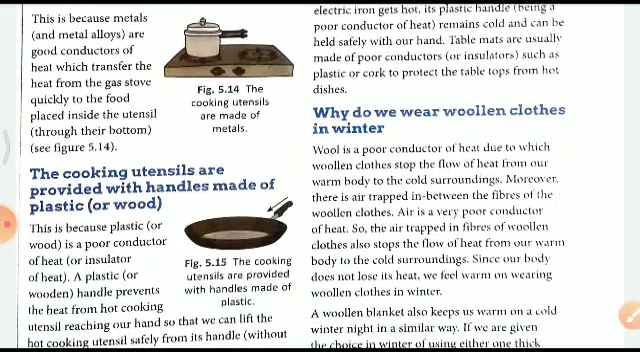 This is because metals
(and metal alloys) are
good conductors of
heat which transfer the
heat from the gas stove
quickly to the food
placed inside the utensil
(through their bottom)
(see figure 5.14).
Fig. 5.14 The
cooking utensils
are made of
metals.
The cooking utensils are
provided with handles made of
plastic (or wood)
This is because plastic (or
wood) is a poor conductor
of heat (or insulator
of heat). A plastic (or
wooden) handle prevents
the heat from hot cooking
utensil reaching our hand so that we can lift the
hot cooking utensil safely from its handle (without
Fig. 5.15 The cooking
utensils are provided
with handles made of
plastic.
electric iron gets hot, its plastic handle (being a
poor conductor of heat) remains cold and can be
held safely with our hand. Table mats are usually
made of poor conductors (or insulators) such as
plastic or cork to protect the table tops from hot
dishes.
Why do we wear woollen clothes
in winter
Wool is a poor conductor of heat due to which
woollen clothes stop the flow of heat from our
warm body to the cold surroundings. Moreover,
there is air trapped in-between the fibres of the
woollen clothes. Air is a very poor conductor
of heat. So, the air trapped in fibres of woollen
clothes also stops the flow of heat from our warm
body to the cold surroundings. Since our body
does not lose its heat, we feel warm on wearing
woollen clothes in winter.
A woollen blanket also keeps us warm on a cold
winter night in a similar way. If we are given
the choice in winter of using either one thick